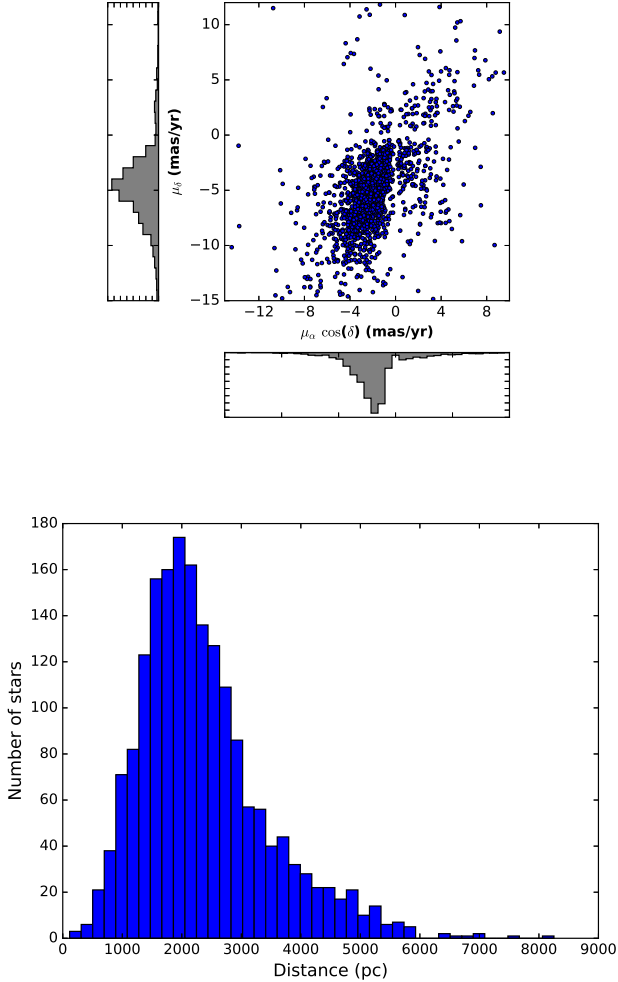 10
5
0
−5
−10
−15
μδ (mas/yr)
−12 −8 −4 0 4 8
μα cos(δ) (mas/yr)
180
160
140
120
100
80
60
40
20
0
Number of stars
0 1000 2000 3000 4000 5000 6000 7000 8000 9000
Distance (pc)